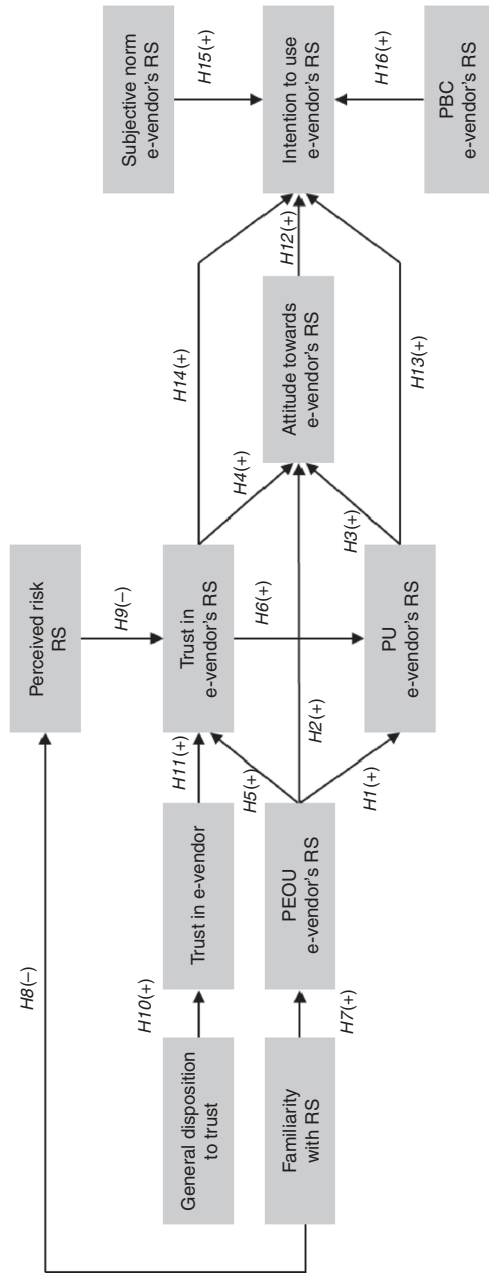 H8(–)
Perceived risk
RS
H9(–)
Subjective norm
e-vendor's RS
H15(+)
General disposition
to trust
H10(+)
Trust in e-vendor
H11(+)
Trust in
e-vendor's RS
H14(+)
H4(+)
H5(+)
H6(+)
Familiarity
with RS
H7(+)
PEOU
e-vendor's RS
H2(+)
H1(+)
H3(+)
Attitude towards
e-vendor's RS
H12(+)
Intention to use
e-vendor's RS
PU
e-vendor's RS
H13(+)
H16(+)
PBC
e-vendor's RS